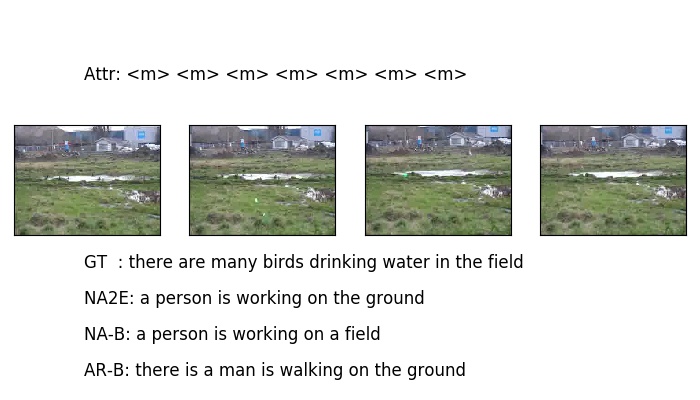 Attr: <m> <m> <m> <m> <m> <m> <m>
GT  : there are many birds drinking water in the field
NA2E: a person is working on the ground
NA-B: a person is working on a field
AR-B: there is a man is walking on the ground